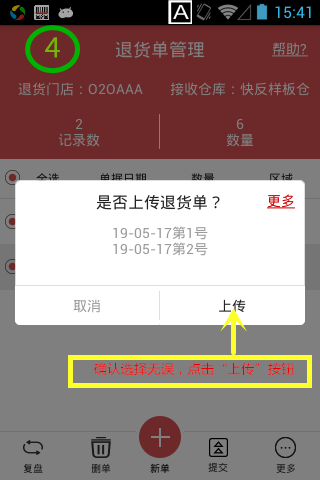 A
15:41
4
退货单管理
帮助?
退货门店：O2OAAA
接收仓库：快反样板仓
2
记录数
6
数量
全选
单据日期
数量
区域
是否上传退货单？
更多
19-05-17第1号
19-05-17第2号
取消
上传
确认选择无误，点击“上传”按钮
复盘
删单
新单
提交
更多